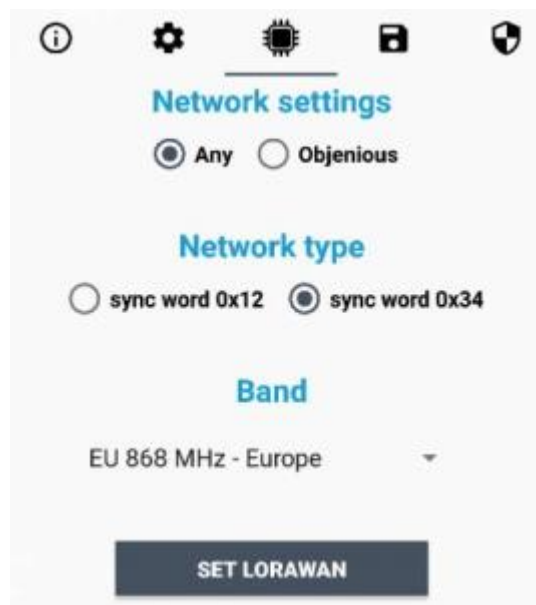 Network settings
Any Objenious
Network type
sync word 0x12 sync word 0x34
Band
EU 868 MHz - Europe
SET LORAWAN